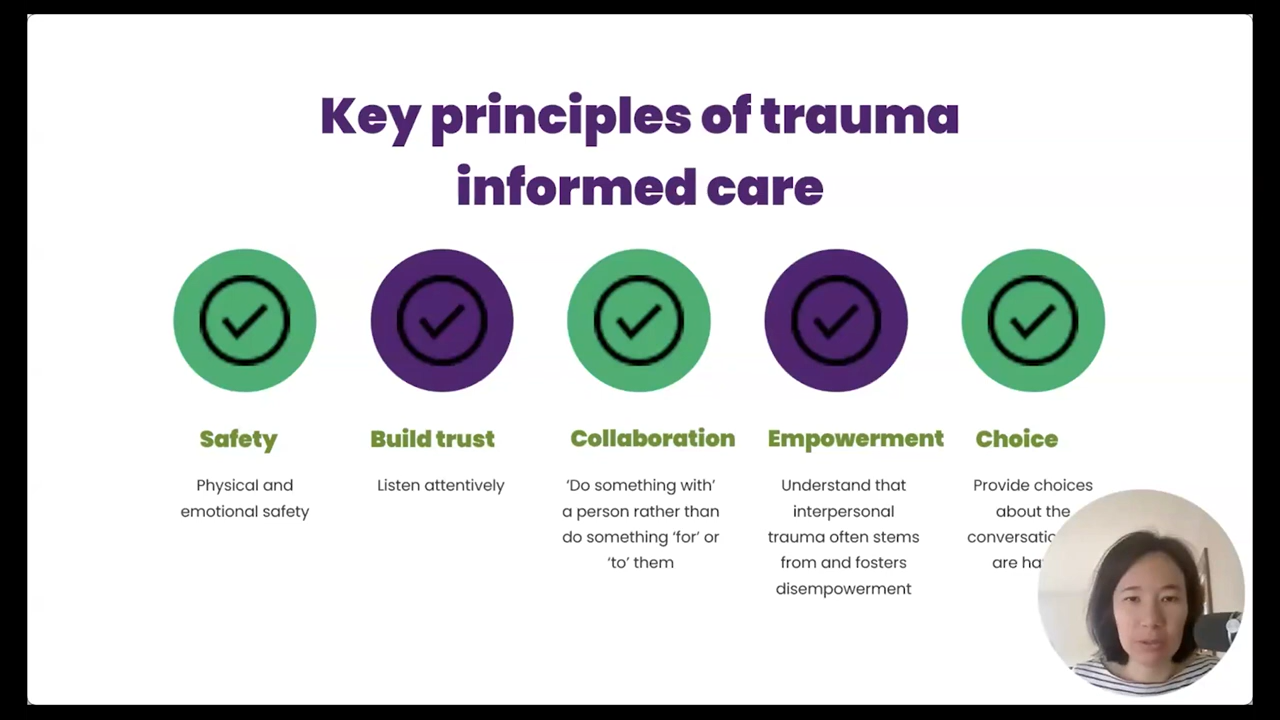 Key principles of trauma
informed care
Safety
Physical and
emotional safety
Build trust
Listen attentively
Collaboration
‘Do something with’
a person rather than
do something ‘for’ or
‘to’ them
Empowerment
Understand that
interpersonal
trauma often stems
from and fosters
disempowerment
Choice
Provide choices
about the
are